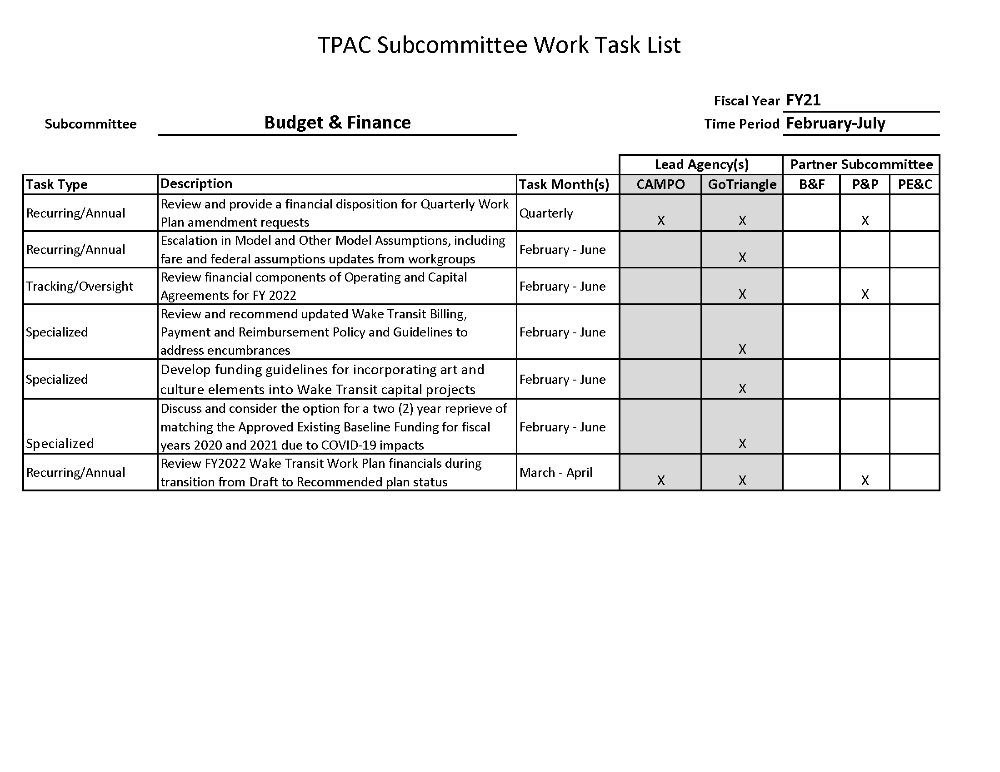 TPAC Subcommittee Work Task List
Fiscal Year FY21
Subcommittee Budget & Finance Time Period February-July
Lead Agency(s) Partner Subcommittee
Task Type Description Task Month(s) CAMPO GoTriangle B&F P&P PE&C
Recurring/Annual
Review and provide a financial disposition for Quarterly Work
Plan amendment requests
Quarterly
X X X
Recurring/Annual
Escalation in Model and Other Model Assumptions, including
fare and federal assumptions updates from workgroups
February - June
X
Tracking/Oversight
Review financial components of Operating and Capital
Agreements for FY 2022
February - June
X X
Specialized
Review and recommend updated Wake Transit Billing,
Payment and Reimbursement Policy and Guidelines to
address encumbrances
February - June
X
Specialized
Develop funding guidelines for incorporating art and
culture elements into Wake Transit capital projects
February - June
X
Specialized
Discuss and consider the option for a two (2) year reprieve of
matching the Approved Existing Baseline Funding for fiscal
years 2020 and 2021 due to COVID-19 impacts
February - June
X
Recurring/Annual
Review FY2022 Wake Transit Work Plan financials during
transition from Draft to Recommended plan status
March - April
X X X